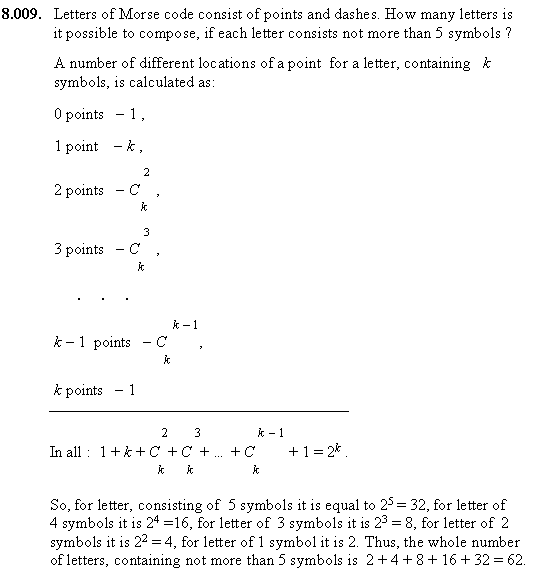 8.009. Letters of Morse code consist of points and dashes. How many letters is
it possible to compose, if each letter consists not more than 5 symbols ?
A number of different locations of a point for a letter, containing k
symbols, is calculated as:
0 points – 1 ,
1 point – k ,
2 points – C_k^2 ,
3 points – C_k^3 ,
. . .
k – 1 points – C_k^{k – 1} ,
k points – 1
In all : 1 + k + C_k^2 + C_k^3 + ... + C_k^{k – 1} + 1 = 2^k .
So, for letter, consisting of 5 symbols it is equal to 2^5 = 32, for letter of
4 symbols it is 2^4 =16, for letter of 3 symbols it is 2^3 = 8, for letter of 2
symbols it is 2^2 = 4, for letter of 1 symbol it is 2. Thus, the whole number
of letters, containing not more than 5 symbols is 2 + 4 + 8 + 16 + 32 = 62.